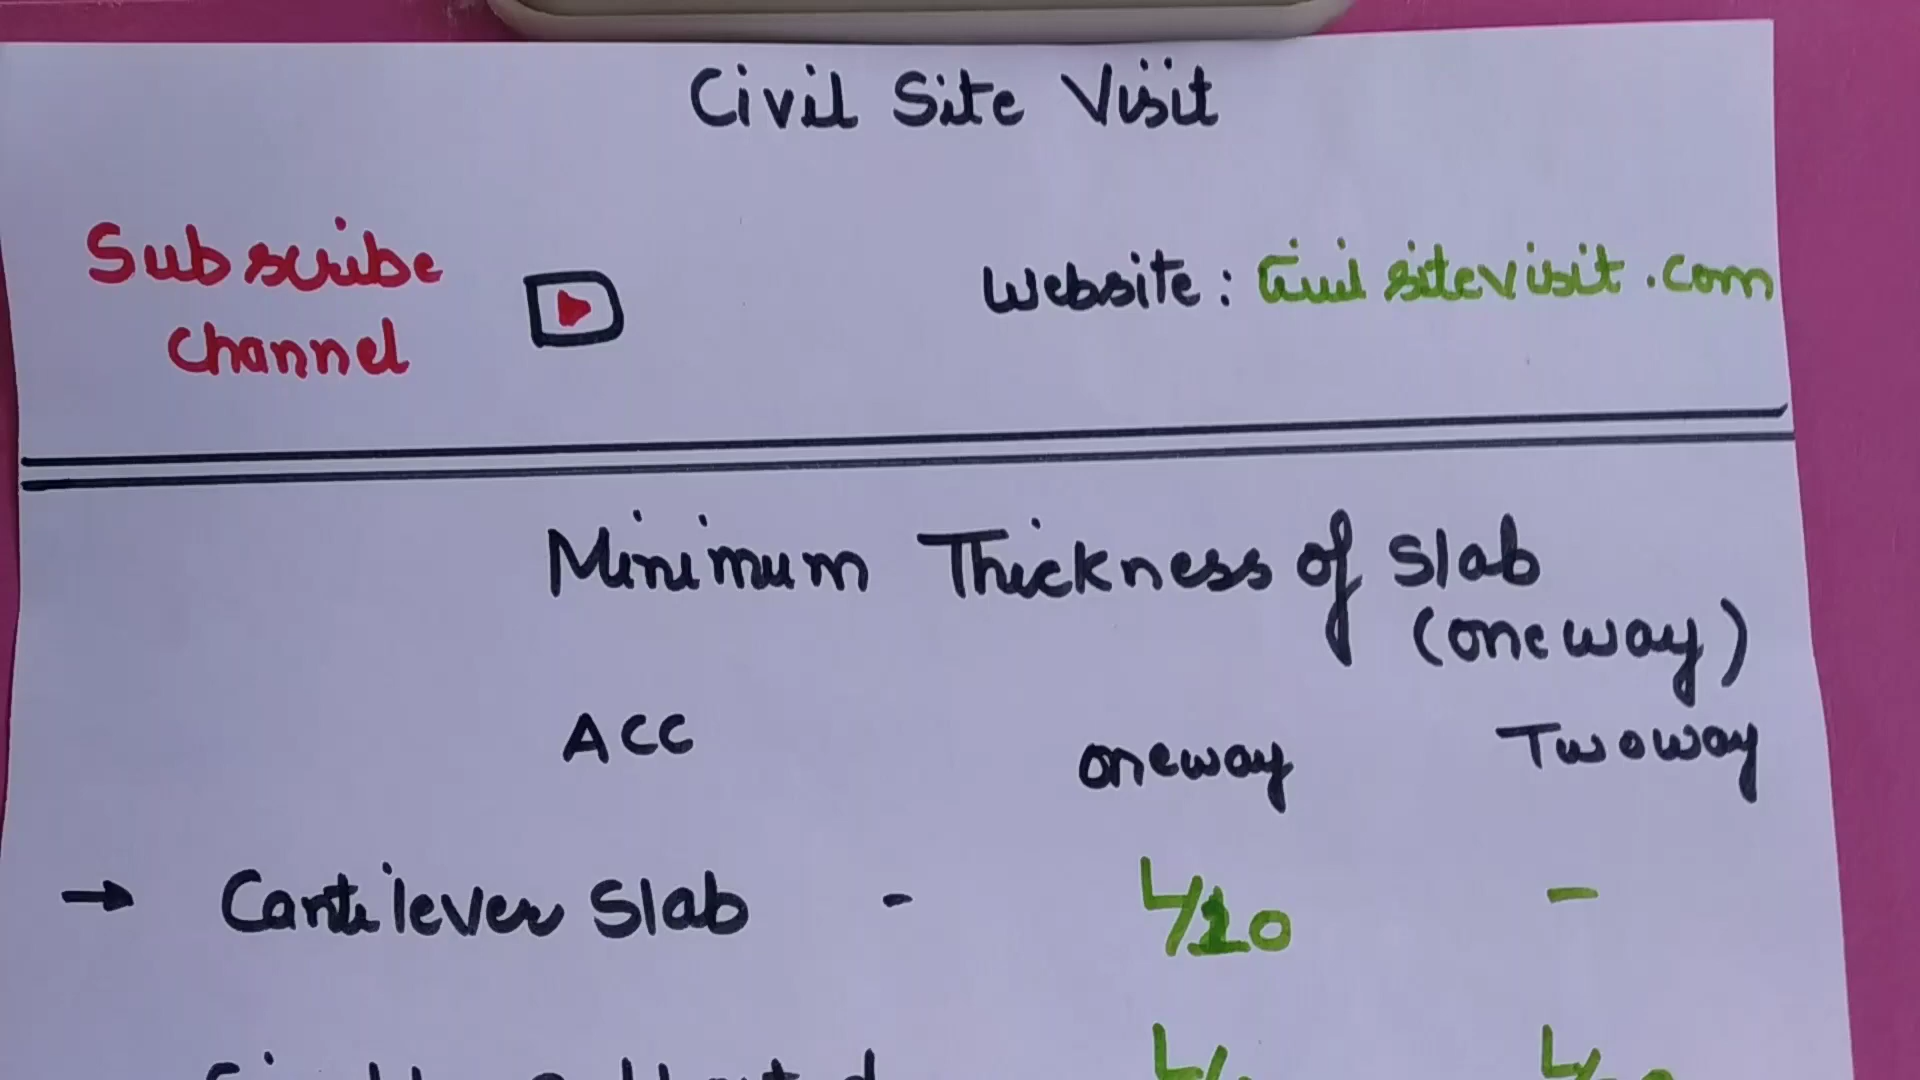 Civil Site Visit
Subscribe
channel
Website: Civilsitevisit.com
Minimum Thickness of Slab
(oneway)
ACC oneway Twoway
→ Cantilever Slab - L/10 -